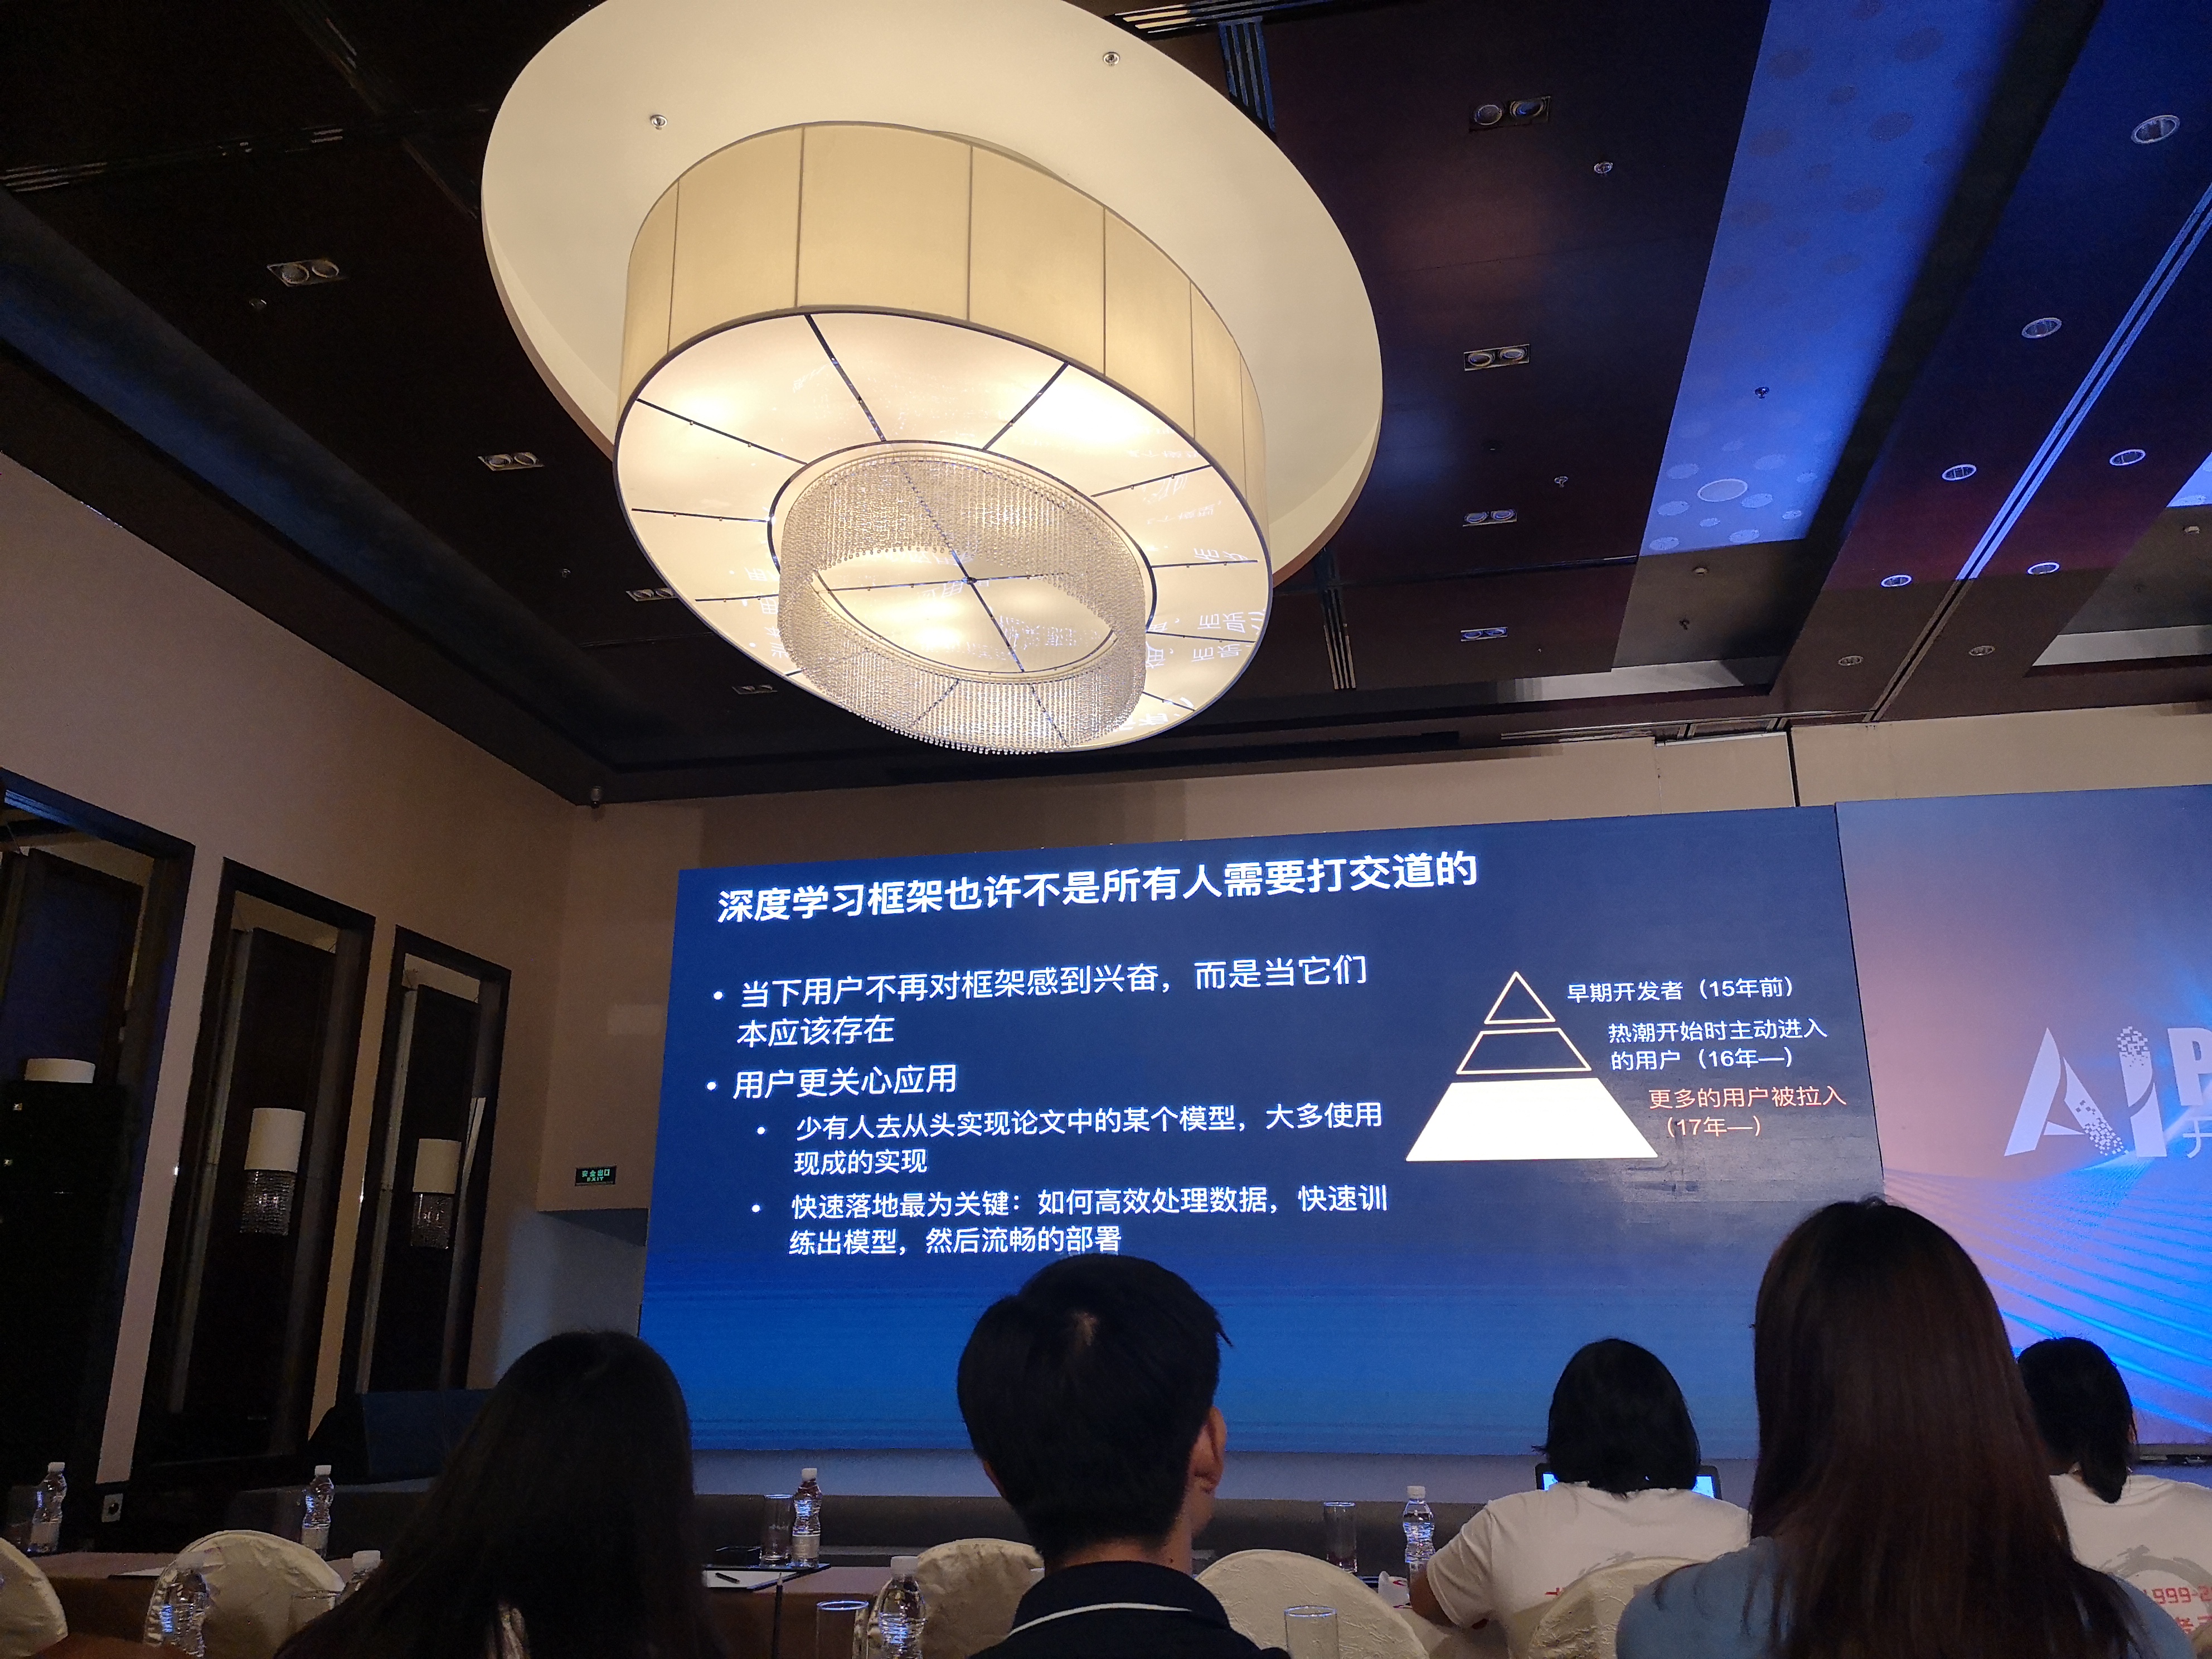 深度学习框架也许不是所有人需要打交道的
• 当下用户不再对框架感到兴奋，而是当它们
本应该存在
• 用户更关心应用
• 少有人去从头实现论文中的某个模型，大多使用
现成的实现
• 快速落地最为关键：如何高效处理数据，快速训
练出模型，然后流畅的部署
早期开发者（15年前）
热潮开始时主动进入
的用户（16年—）
更多的用户被拉入
（17年—）
AI
安全出口
EXIT